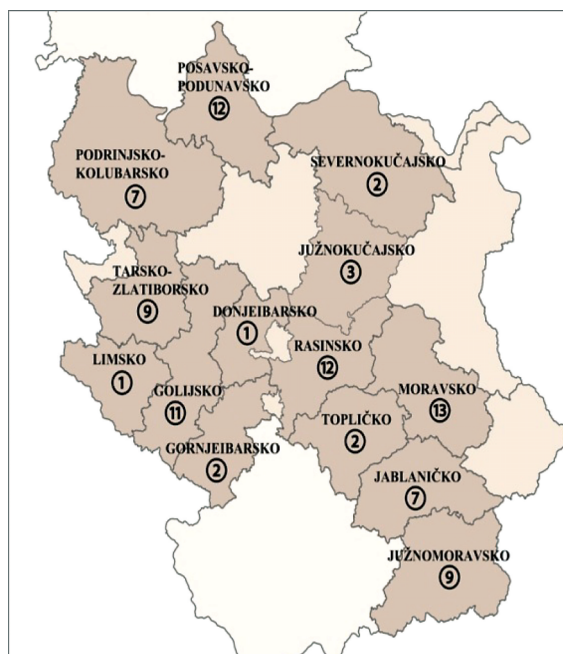 POSAVSKO-
PODUNAVSKO
12
PODRINJSKO-
KOLUBARSKO
7
SEVERNOKUČAJSKO
2
JUŽNOKUČAJSKO
3
TARSKO-
ZLATIBORSKO
9
DONJEIBARSKO
1
RASINSKO
12
LIMSKO
1
GOLIJSKO
11
MORAVSKO
13
TOPLIČKO
2
GORNJEIBARSKO
2
JABLANIČKO
7
JUŽNOMORAVSKO
9